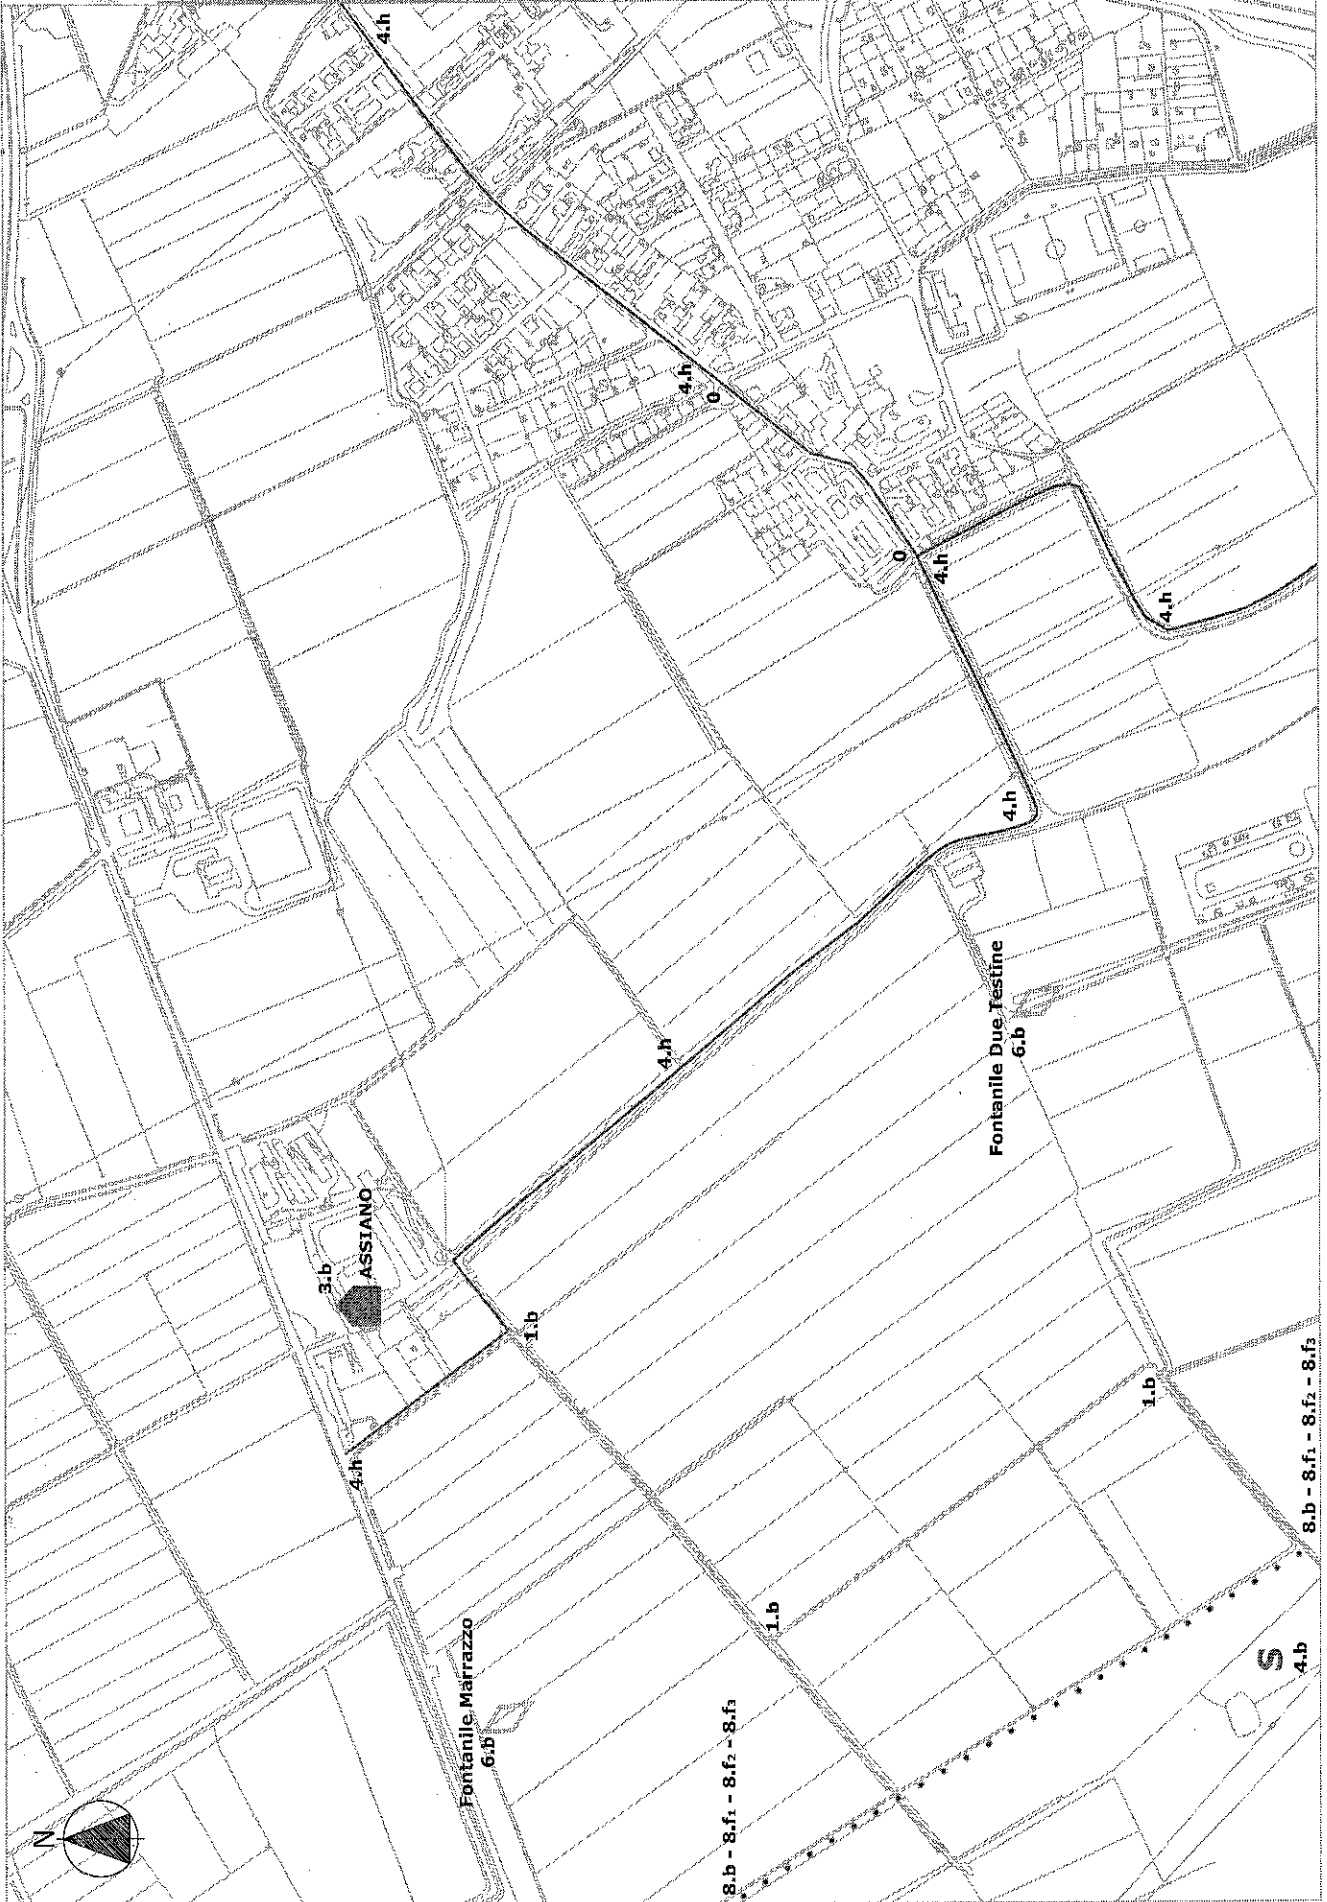 N
Fontanile Marrazzo
6.b
4.h
3.b
ASSIANO
1.b
4.h
4.h
0
4.h
4.h
0
4.h
4.h
Fontanile Due Testine
6.b
1.b
1.b
8.b - 8.f1 - 8.f2 - 8.f3
8.b - 8.f1 - 8.f2 - 8.f3
S
4.b